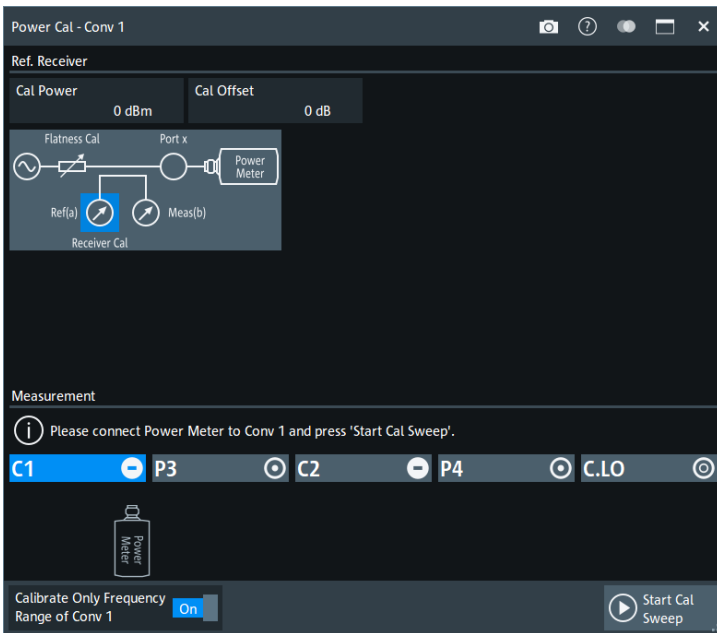 Power Cal - Conv 1
Ref. Receiver
Cal Power
0 dBm
Cal Offset
0 dB
Flatness Cal
Port x
Power
Meter
Ref(a)
Meas(b)
Receiver Cal
Measurement
Please connect Power Meter to Conv 1 and press 'Start Cal Sweep'.
C1 P3 C2 P4 C.LO
Power
Meter
Calibrate Only Frequency
Range of Conv 1
On
Start Cal
Sweep